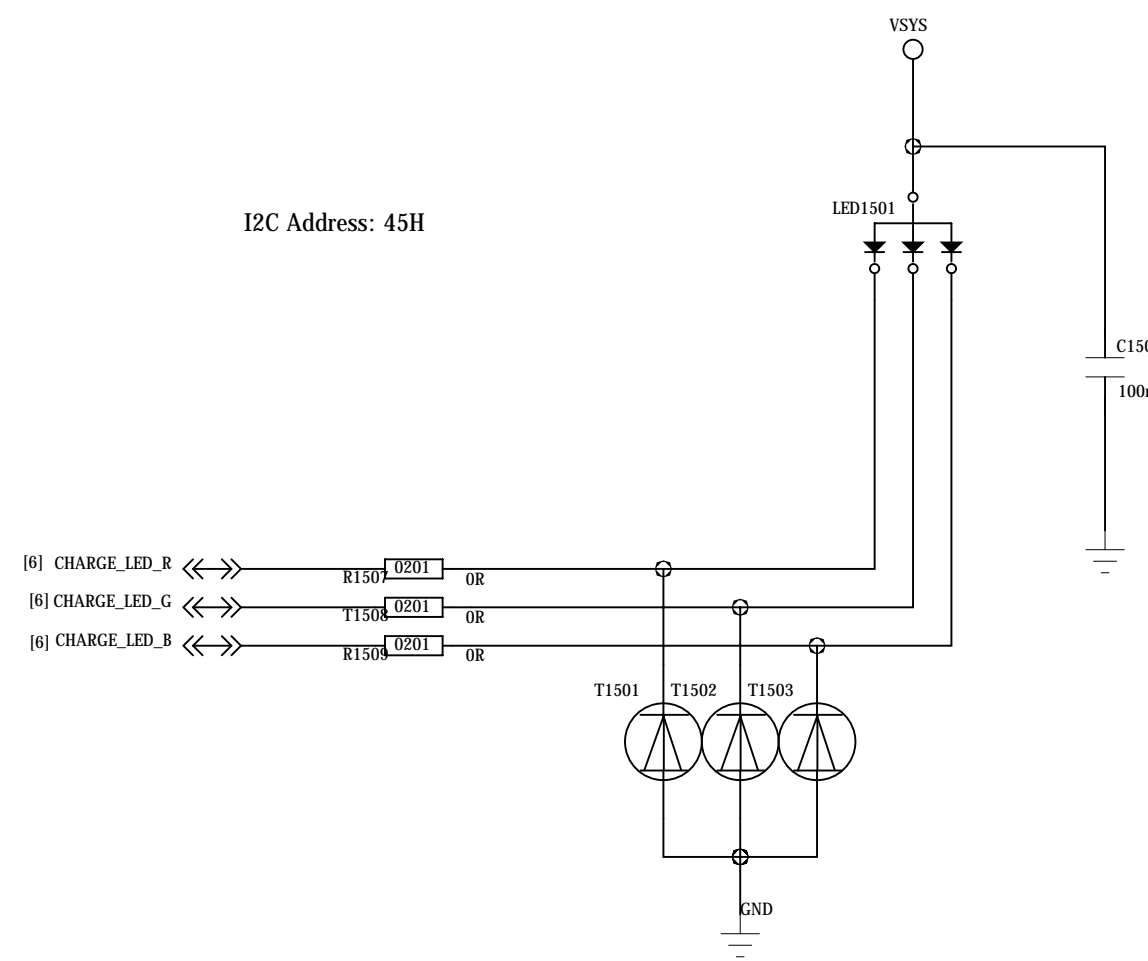 VSYS
I2C Address: 45H
LED1501
[6] CHARGE_LED_R
R1507
0201
0R
[6] CHARGE_LED_G
T1508
0201
0R
[6] CHARGE_LED_B
R1509
0201
0R
T1501
T1502
T1503
GND